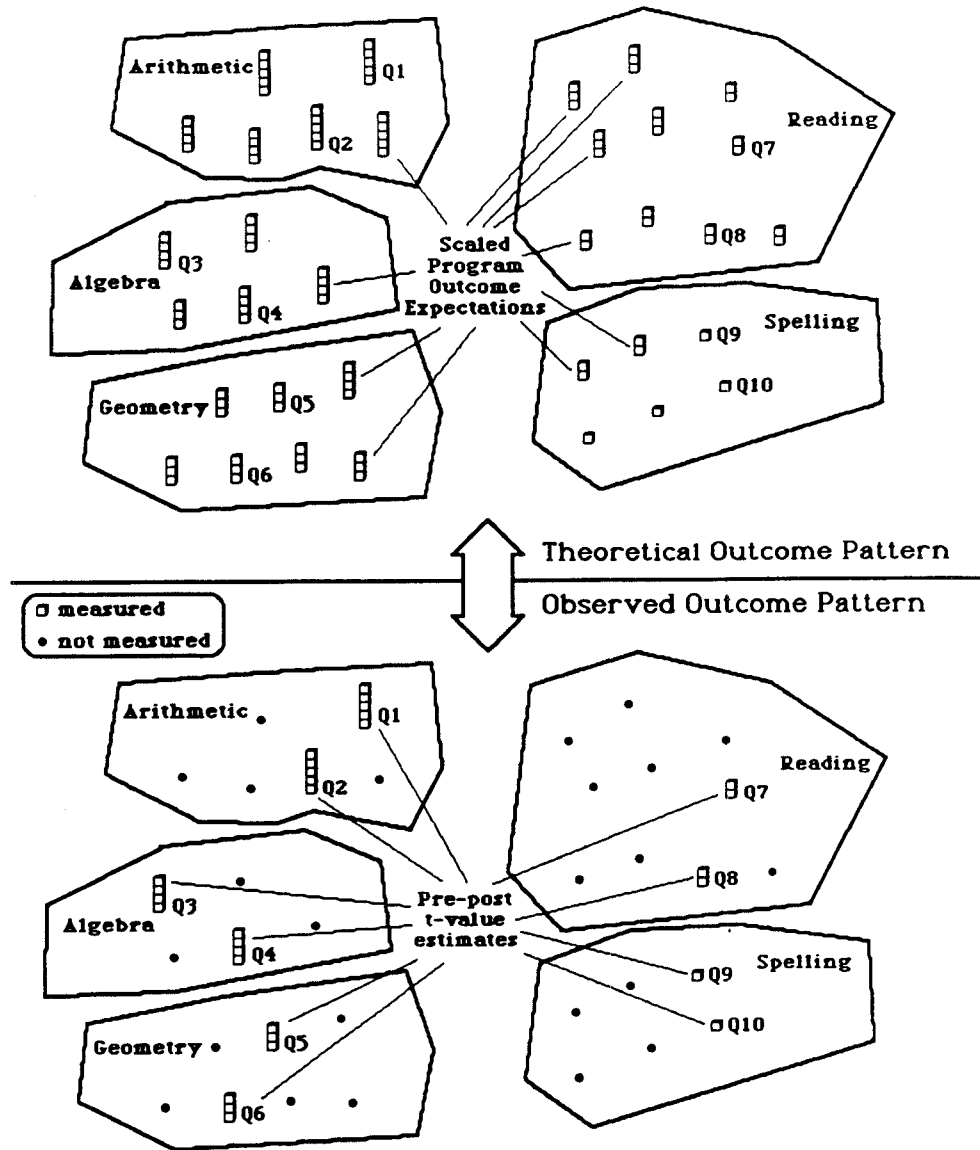 Arithmetic
Q1
Q2
Reading
Q7
Q8
Algebra
Q3
Q4
Scaled
Program
Outcome
Expectations
Spelling
Q9
Q10
Geometry
Q5
Q6
Theoretical Outcome Pattern
Observed Outcome Pattern
measured
not measured
Arithmetic
Q1
Q2
Reading
Q7
Q8
Algebra
Q3
Q4
Pre-post
t-value
estimates
Spelling
Q9
Q10
Geometry
Q5
Q6